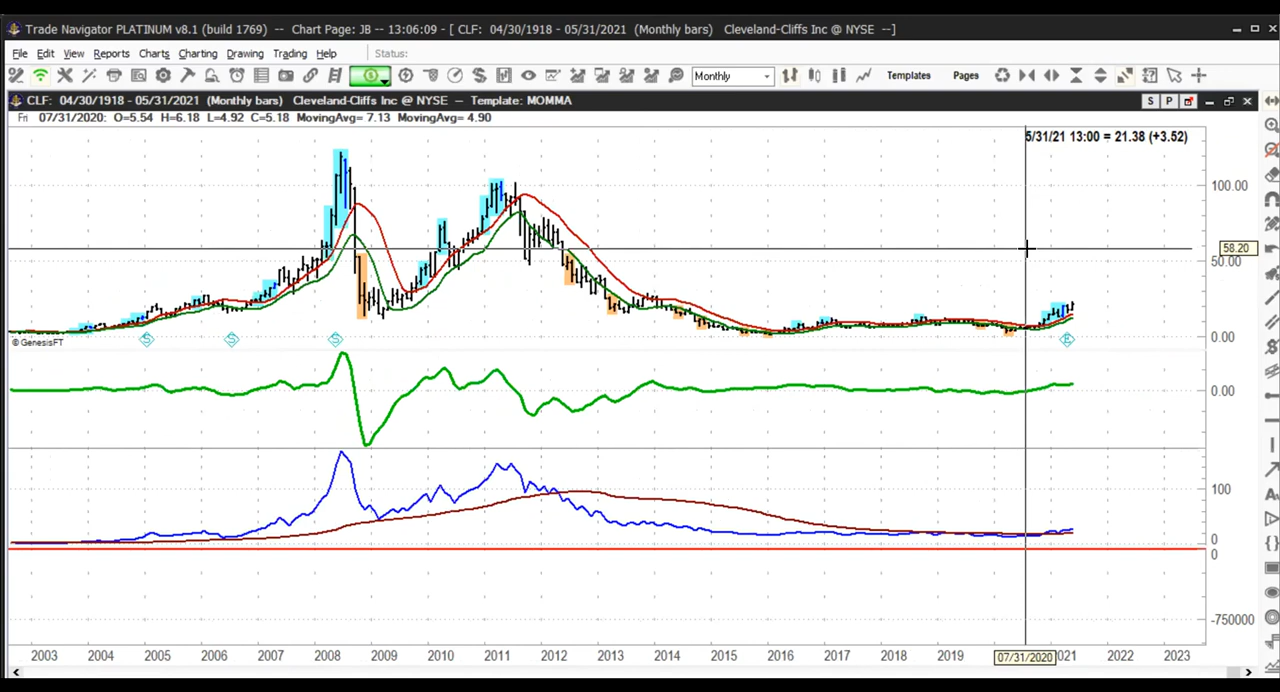 Trade Navigator PLATINUM v8.1 (build 1769) -- Chart Page: JB -- 13:06:09 - [ CLF: 04/30/1918 - 05/31/2021 (Monthly bars) Cleveland-Cliffs Inc @ NYSE --]
File Edit View Reports Charts Charting Drawing Trading Help Status:
Monthly Templates Pages
CLF: 04/30/1918 - 05/31/2021 (Monthly bars) Cleveland-Cliffs Inc @ NYSE -- Template: MOMMA S P
Fri 07/31/2020: O=5.54 H=6.18 L=4.92 C=5.18 MovingAvg= 7.13 MovingAvg= 4.90
5/31/21 13:00 = 21.38 (+3.52)
100.00
58.20
50.00
0.00
© GenesisFT
S S S E
0.00
100
0
0
-750000
2003 2004 2005 2006 2007 2008 2009 2010 2011 2012 2013 2014 2015 2016 2017 2018 2019 07/31/2020 021 2022 2023